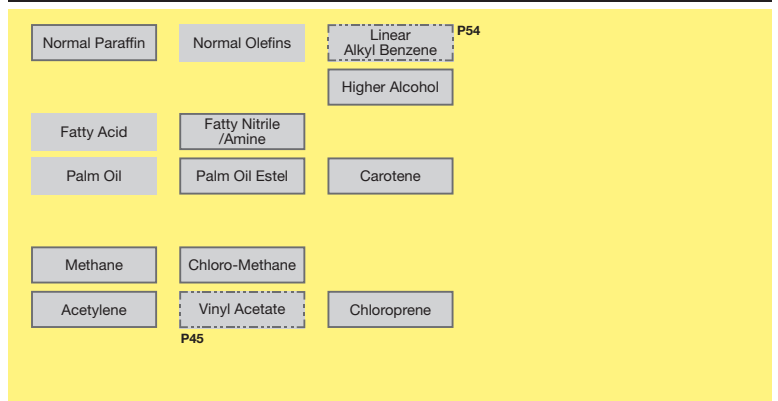 Normal Paraffin
Normal Olefins
Linear
Alkyl Benzene
P54
Higher Alcohol
Fatty Acid
Fatty Nitrile
/Amine
Palm Oil
Palm Oil Estel
Carotene
Methane
Chloro-Methane
Acetylene
Vinyl Acetate
Chloroprene
P45